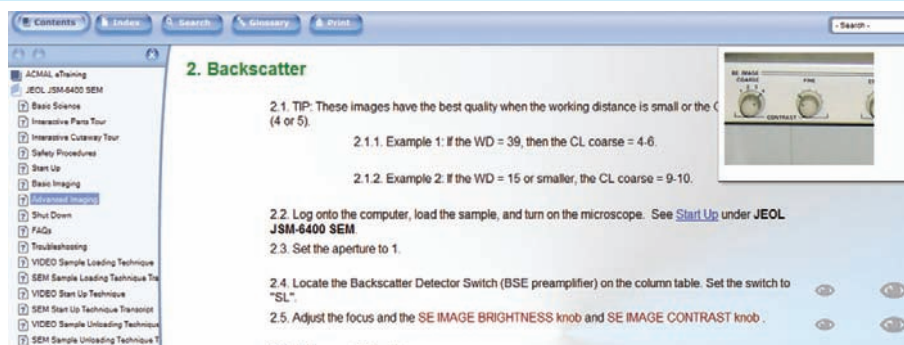 Contents Index Search Glossary Print - Search -
ACMAL eTraining
JEOL JSM-6400 SEM
Basic Science
Interactive Parts Tour
Interactive Cutaway Tour
Safety Procedures
Start Up
Basic Imaging
Advanced Imaging
Shut Down
FAQs
Troubleshooting
VIDEO Sample Loading Technique
SEM Sample Loading Technique Tra
VIDEO Start Up Technique
SEM Start Up Technique Transcript
VIDEO Sample Unloading Technique
SEM Sample Unloading Technique T
2. Backscatter
2.1. TIP: These images have the best quality when the working distance is small or the C
(4 or 5).
2.1.1. Example 1: If the WD = 39, then the CL coarse = 4-6.
2.1.2. Example 2: If the WD = 15 or smaller, the CL coarse = 9-10.
2.2. Log onto the computer, load the sample, and turn on the microscope. See Start Up under JEOL
JSM-6400 SEM.
2.3. Set the aperture to 1.
2.4. Locate the Backscatter Detector Switch (BSE preamplifier) on the column table. Set the switch to
"SL".
2.5. Adjust the focus and the SE IMAGE BRIGHTNESS knob and SE IMAGE CONTRAST knob .
SE IMAGE
COARSE FINE
CONTRAST